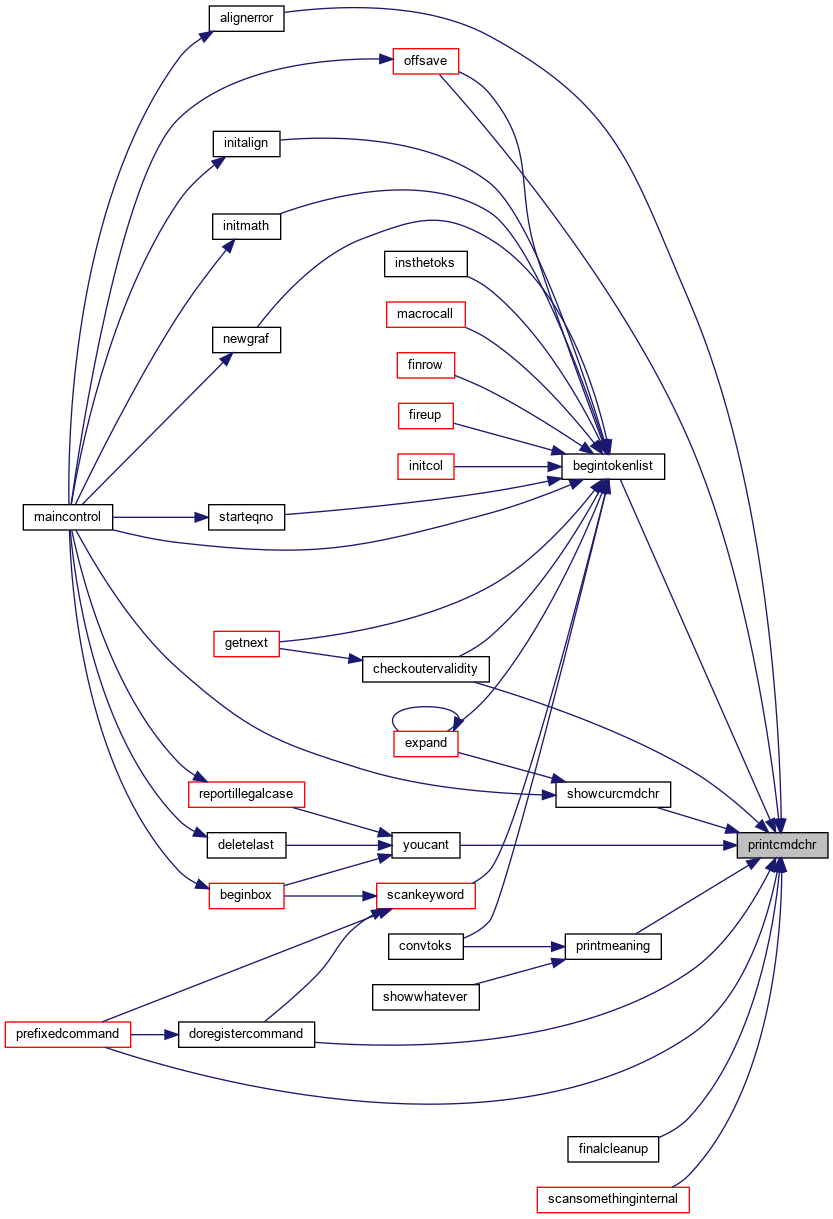 alignerror
offsave
initalign
initmath
insthetoks
macrocall
newgraf
finrow
fireup
begintokenlist
initcol
maincontrol
starteqno
getnext
checkoutervalidity
expand
reportillegalcase
showcurcmdchr
deletelast
youcant
printcmdchr
beginbox
scankeyword
convtoks
printmeaning
showwhatever
prefixedcommand
doregistercommand
finalcleanup
scansomethinginternal